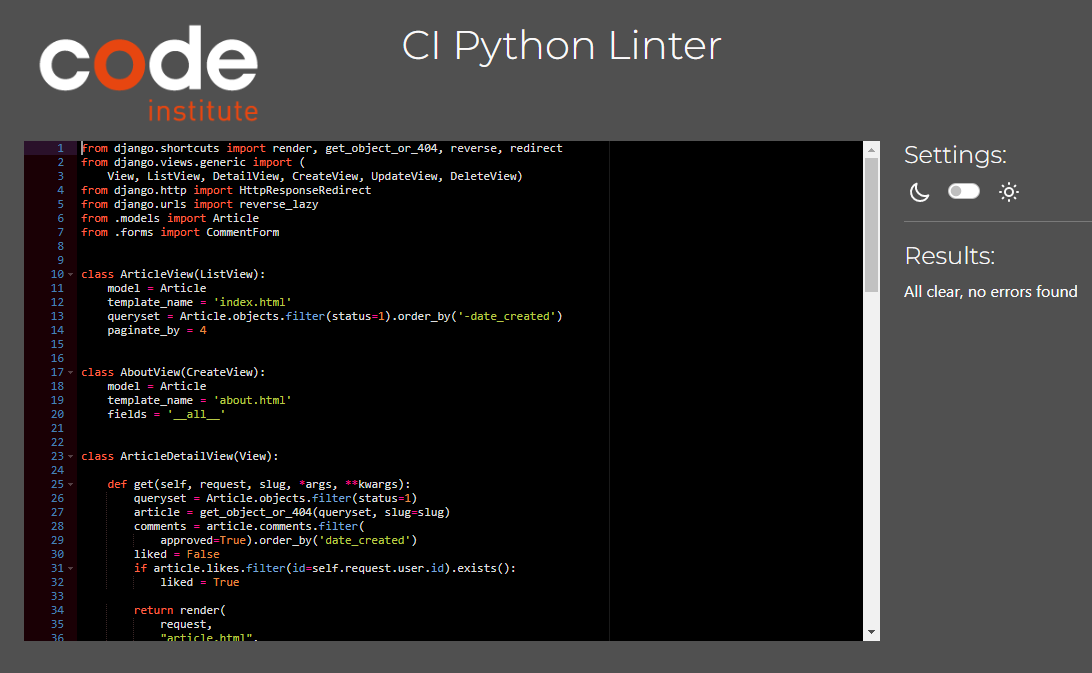 code
institute
CI Python Linter
1 from django.shortcuts import render, get_object_or_404, reverse, redirect
2 from django.views.generic import (
3     View, ListView, DetailView, CreateView, UpdateView, DeleteView)
4 from django.http import HttpResponseRedirect
5 from django.urls import reverse_lazy
6 from .models import Article
7 from .forms import CommentForm
8
9
10 class ArticleView(ListView):
11     model = Article
12     template_name = 'index.html'
13     queryset = Article.objects.filter(status=1).order_by('-date_created')
14     paginate_by = 4
15
16
17 class AboutView(CreateView):
18     model = Article
19     template_name = 'about.html'
20     fields = '__all__'
21
22
23 class ArticleDetailView(View):
24
25     def get(self, request, slug, *args, **kwargs):
26         queryset = Article.objects.filter(status=1)
27         article = get_object_or_404(queryset, slug=slug)
28         comments = article.comments.filter(
29             approved=True).order_by('date_created')
30         liked = False
31         if article.likes.filter(id=self.request.user.id).exists():
32             liked = True
33
34         return render(
35             request,
36             "article.html",
Settings:
Results:
All clear, no errors found